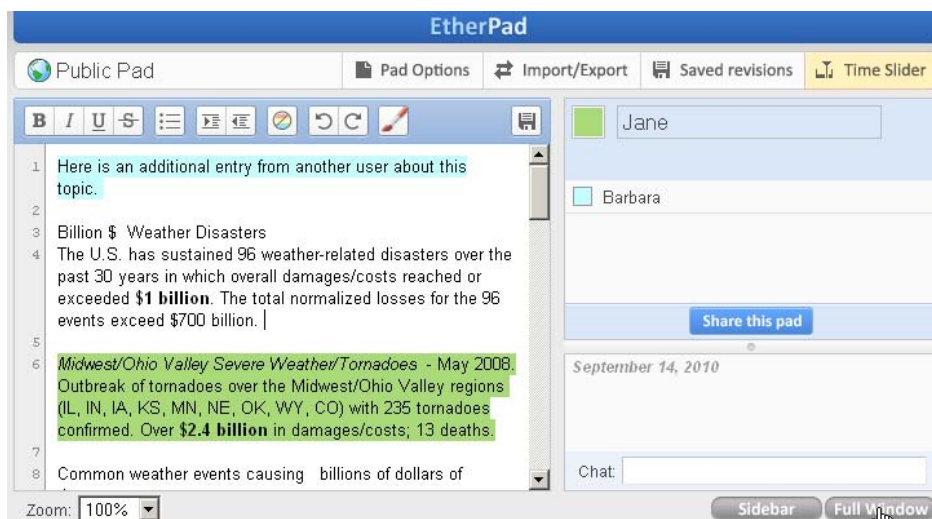 EtherPad
Public Pad
Pad Options
Import/Export
Saved revisions
Time Slider
B I U S
1 Here is an additional entry from another user about this
topic.
2
3 Billion $ Weather Disasters
4 The U.S. has sustained 96 weather-related disasters over the
past 30 years in which overall damages/costs reached or
exceeded $1 billion. The total normalized losses for the 96
events exceed $700 billion.
5
6 Midwest/Ohio Valley Severe Weather/Tornadoes - May 2008.
Outbreak of tornadoes over the Midwest/Ohio Valley regions
(IL, IN, IA, KS, MN, NE, OK, WY, CO) with 235 tornadoes
confirmed. Over $2.4 billion in damages/costs; 13 deaths.
7
8 Common weather events causing billions of dollars of
Zoom: 100%
Jane
Barbara
Share this pad
September 14, 2010
Chat:
Sidebar
Full Window